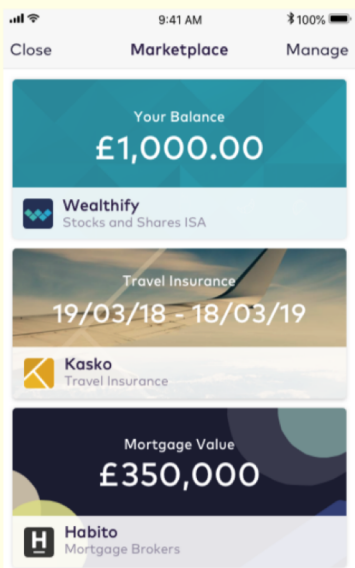 9:41 AM
100%
Close Marketplace Manage
Your Balance
£1,000.00
Wealthify
Stocks and Shares ISA
Travel Insurance
19/03/18 - 18/03/19
Kasko
Travel Insurance
Mortgage Value
£350,000
H
Habito
Mortgage Brokers